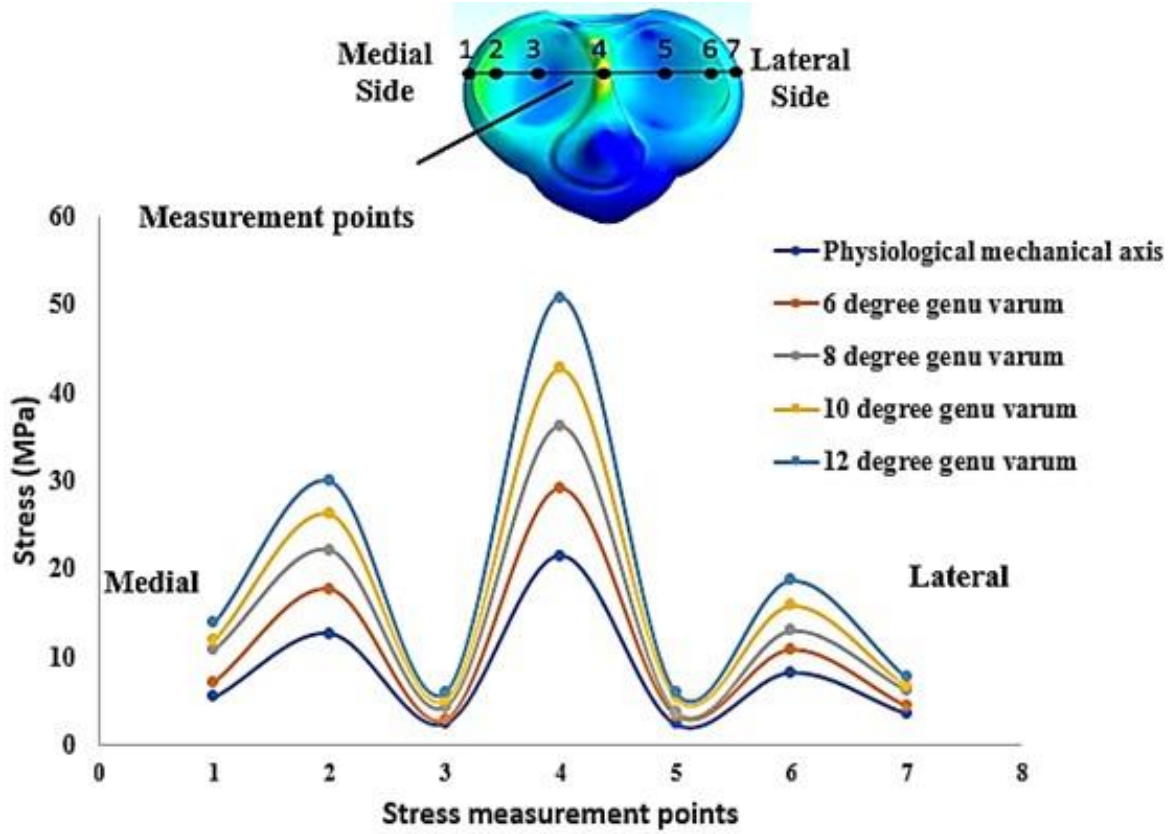 Medial
Side
1 2 3 4 5 6 7
Lateral
Side
Measurement points
60
50
40
30
20
10
0
Stress (MPa)
Physiological mechanical axis
6 degree genu varum
8 degree genu varum
10 degree genu varum
12 degree genu varum
Medial
Lateral
0 1 2 3 4 5 6 7 8
Stress measurement points